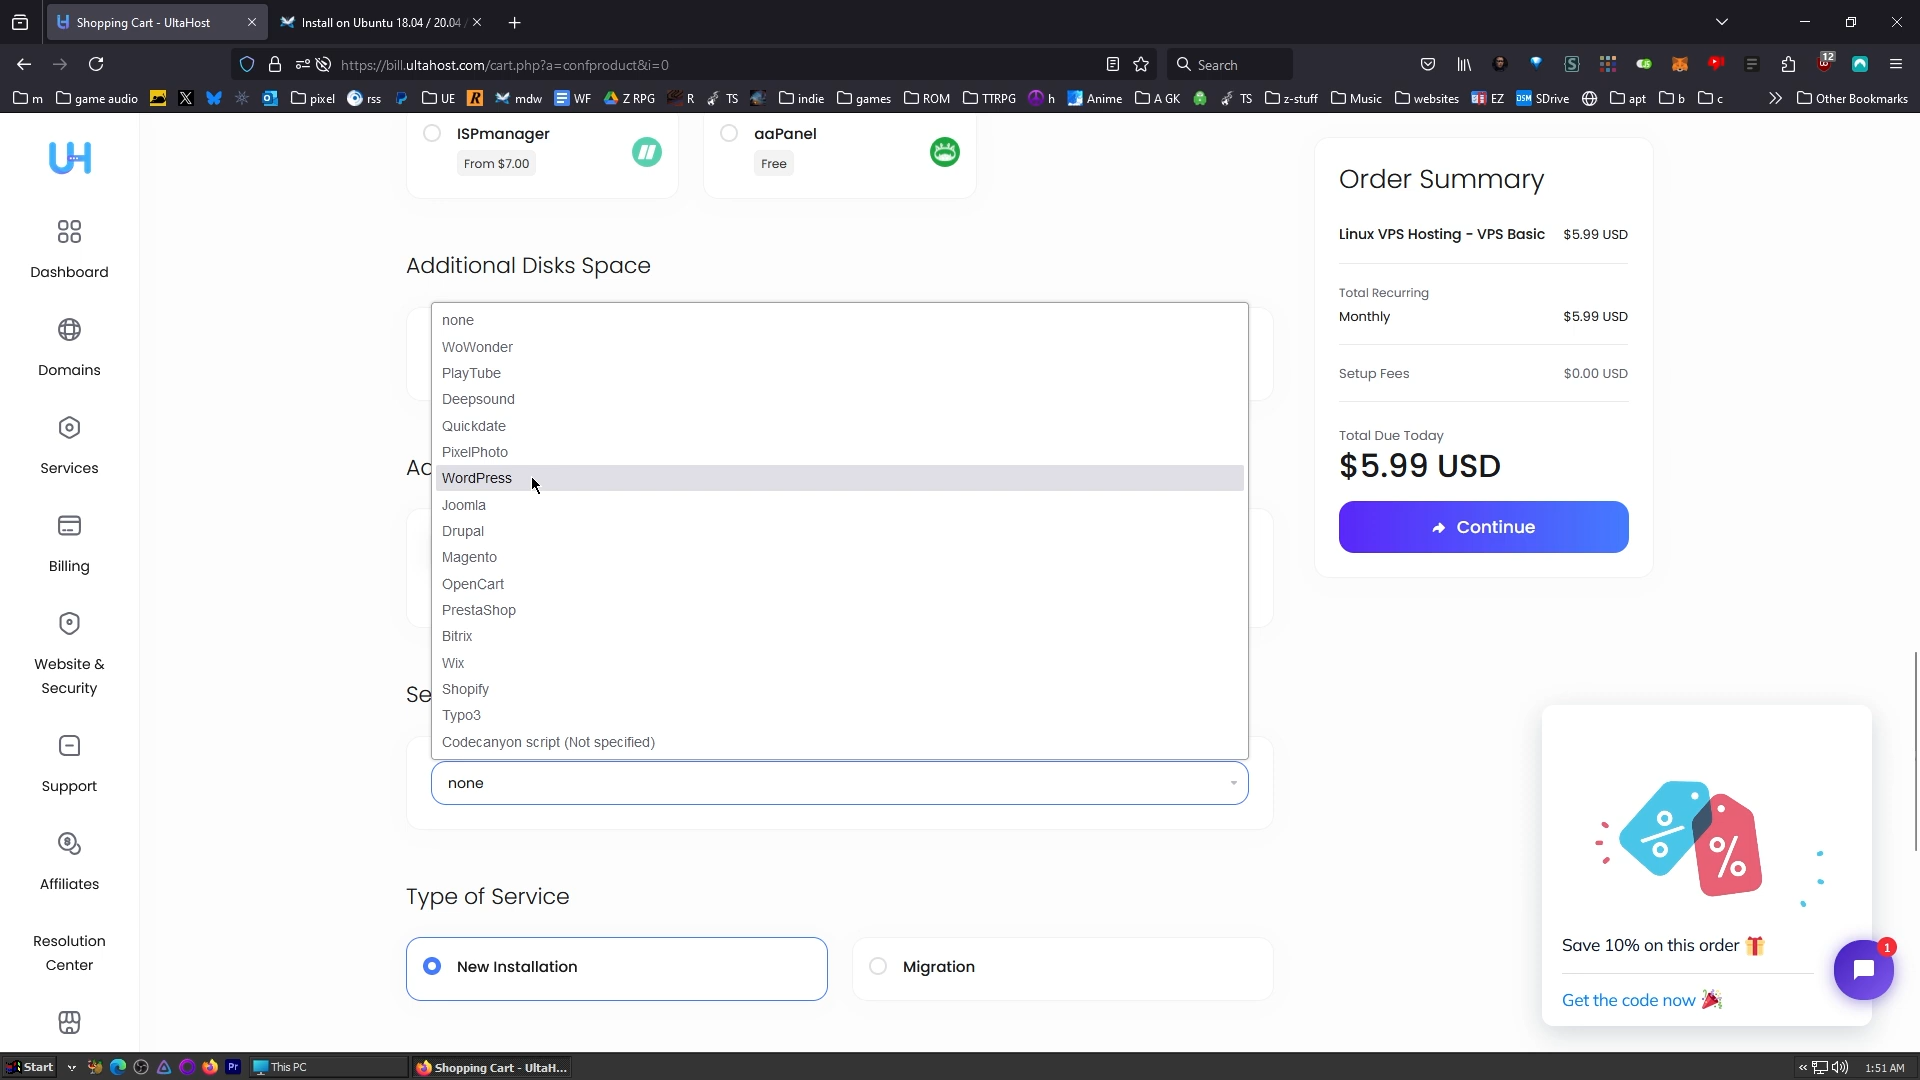 Shopping Cart - UltaHost
Install on Ubuntu 18.04 / 20.04
https://bill.ultahost.com/cart.php?a=confproduct&i=0
Search
12
m
game audio
pixel
rss
UE
mdw
WF
Z RPG
R
TS
indie
games
ROM
TTRPG
h
Anime
A GK
TS
z-stuff
Music
websites
EZ
SDrive
apt
b
c
Other Bookmarks
UH
Dashboard
Domains
Services
Billing
Website &
Security
Support
Affiliates
Resolution
Center
ISPmanager
From $7.00
aaPanel
Free
Additional Disks Space
none
WoWonder
PlayTube
Deepsound
Quickdate
PixelPhoto
Ad
WordPress
Joomla
Drupal
Magento
OpenCart
PrestaShop
Bitrix
Wix
Se
Shopify
Typo3
Codecanyon script (Not specified)
none
Type of Service
New Installation
Migration
Order Summary
Linux VPS Hosting - VPS Basic $5.99 USD
Total Recurring
Monthly $5.99 USD
Setup Fees $0.00 USD
Total Due Today
$5.99 USD
Continue
% %
Save 10% on this order
Get the code now
1
Start
This PC
Shopping Cart - UltaH...
1:51 AM